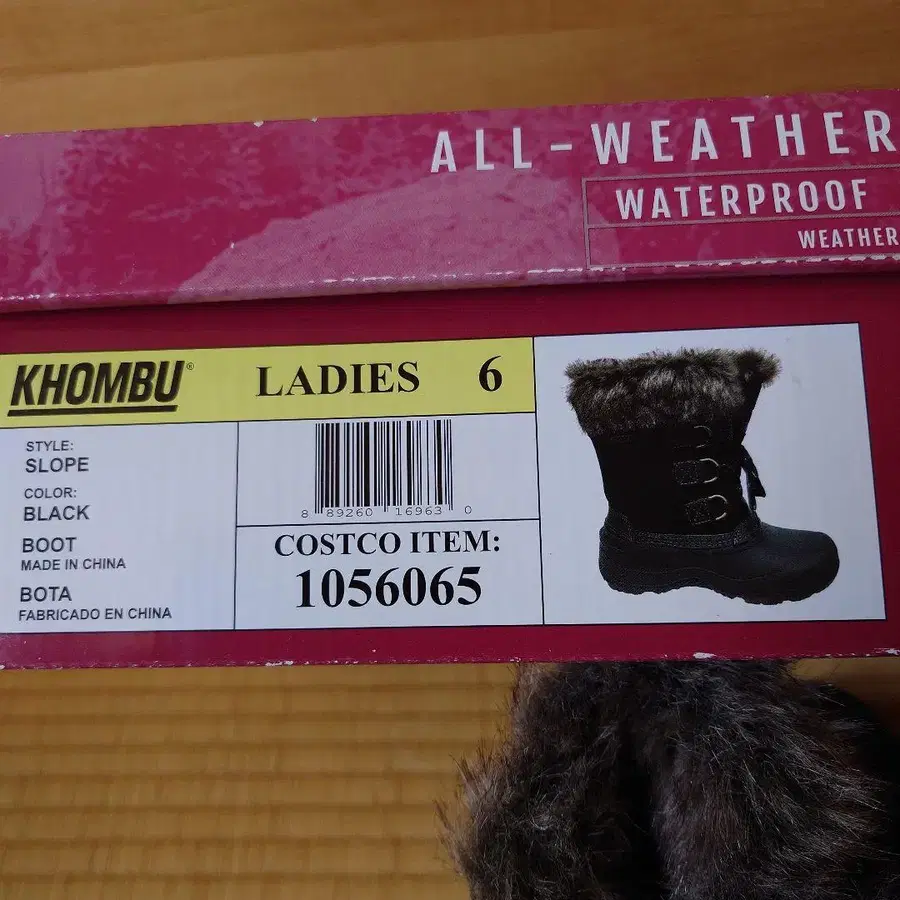 ALL-WEATHER
WATERPROOF
WEATHER
KHOMBU®
LADIES 6
STYLE:
SLOPE
COLOR:
BLACK
BOOT
MADE IN CHINA
BOTA
FABRICADO EN CHINA
8 89260 16963 0
COSTCO ITEM:
1056065